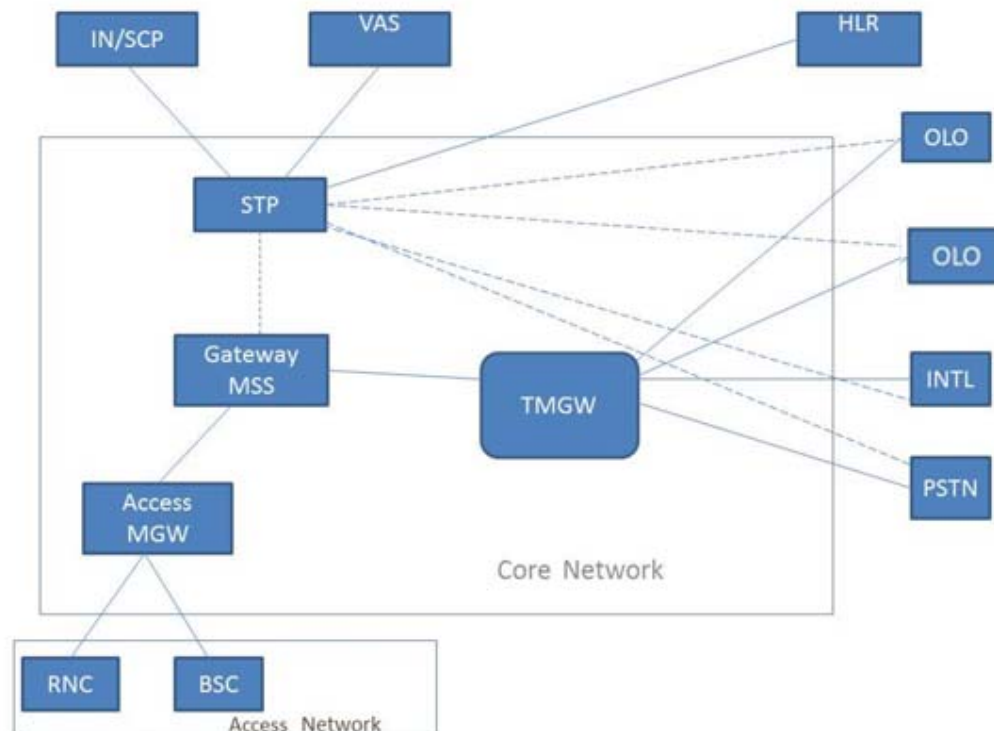 IN/SCP
VAS
HLR
OLO
STP
OLO
Gateway
MSS
TMGW
INTL
Access
MGW
PSTN
Core Network
RNC
BSC
Access Network